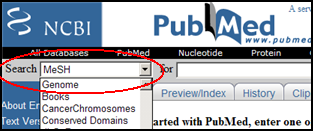 A serv
NCBI
PubMed
www.pubmed
All Databases PubMed Nucleotide Protein
Search MeSH for
Genome
Books
CancerChromosomes
Conserved Domains
Preview/Index History Clip
About En
Text Vers
tarted with PubMed, enter one o